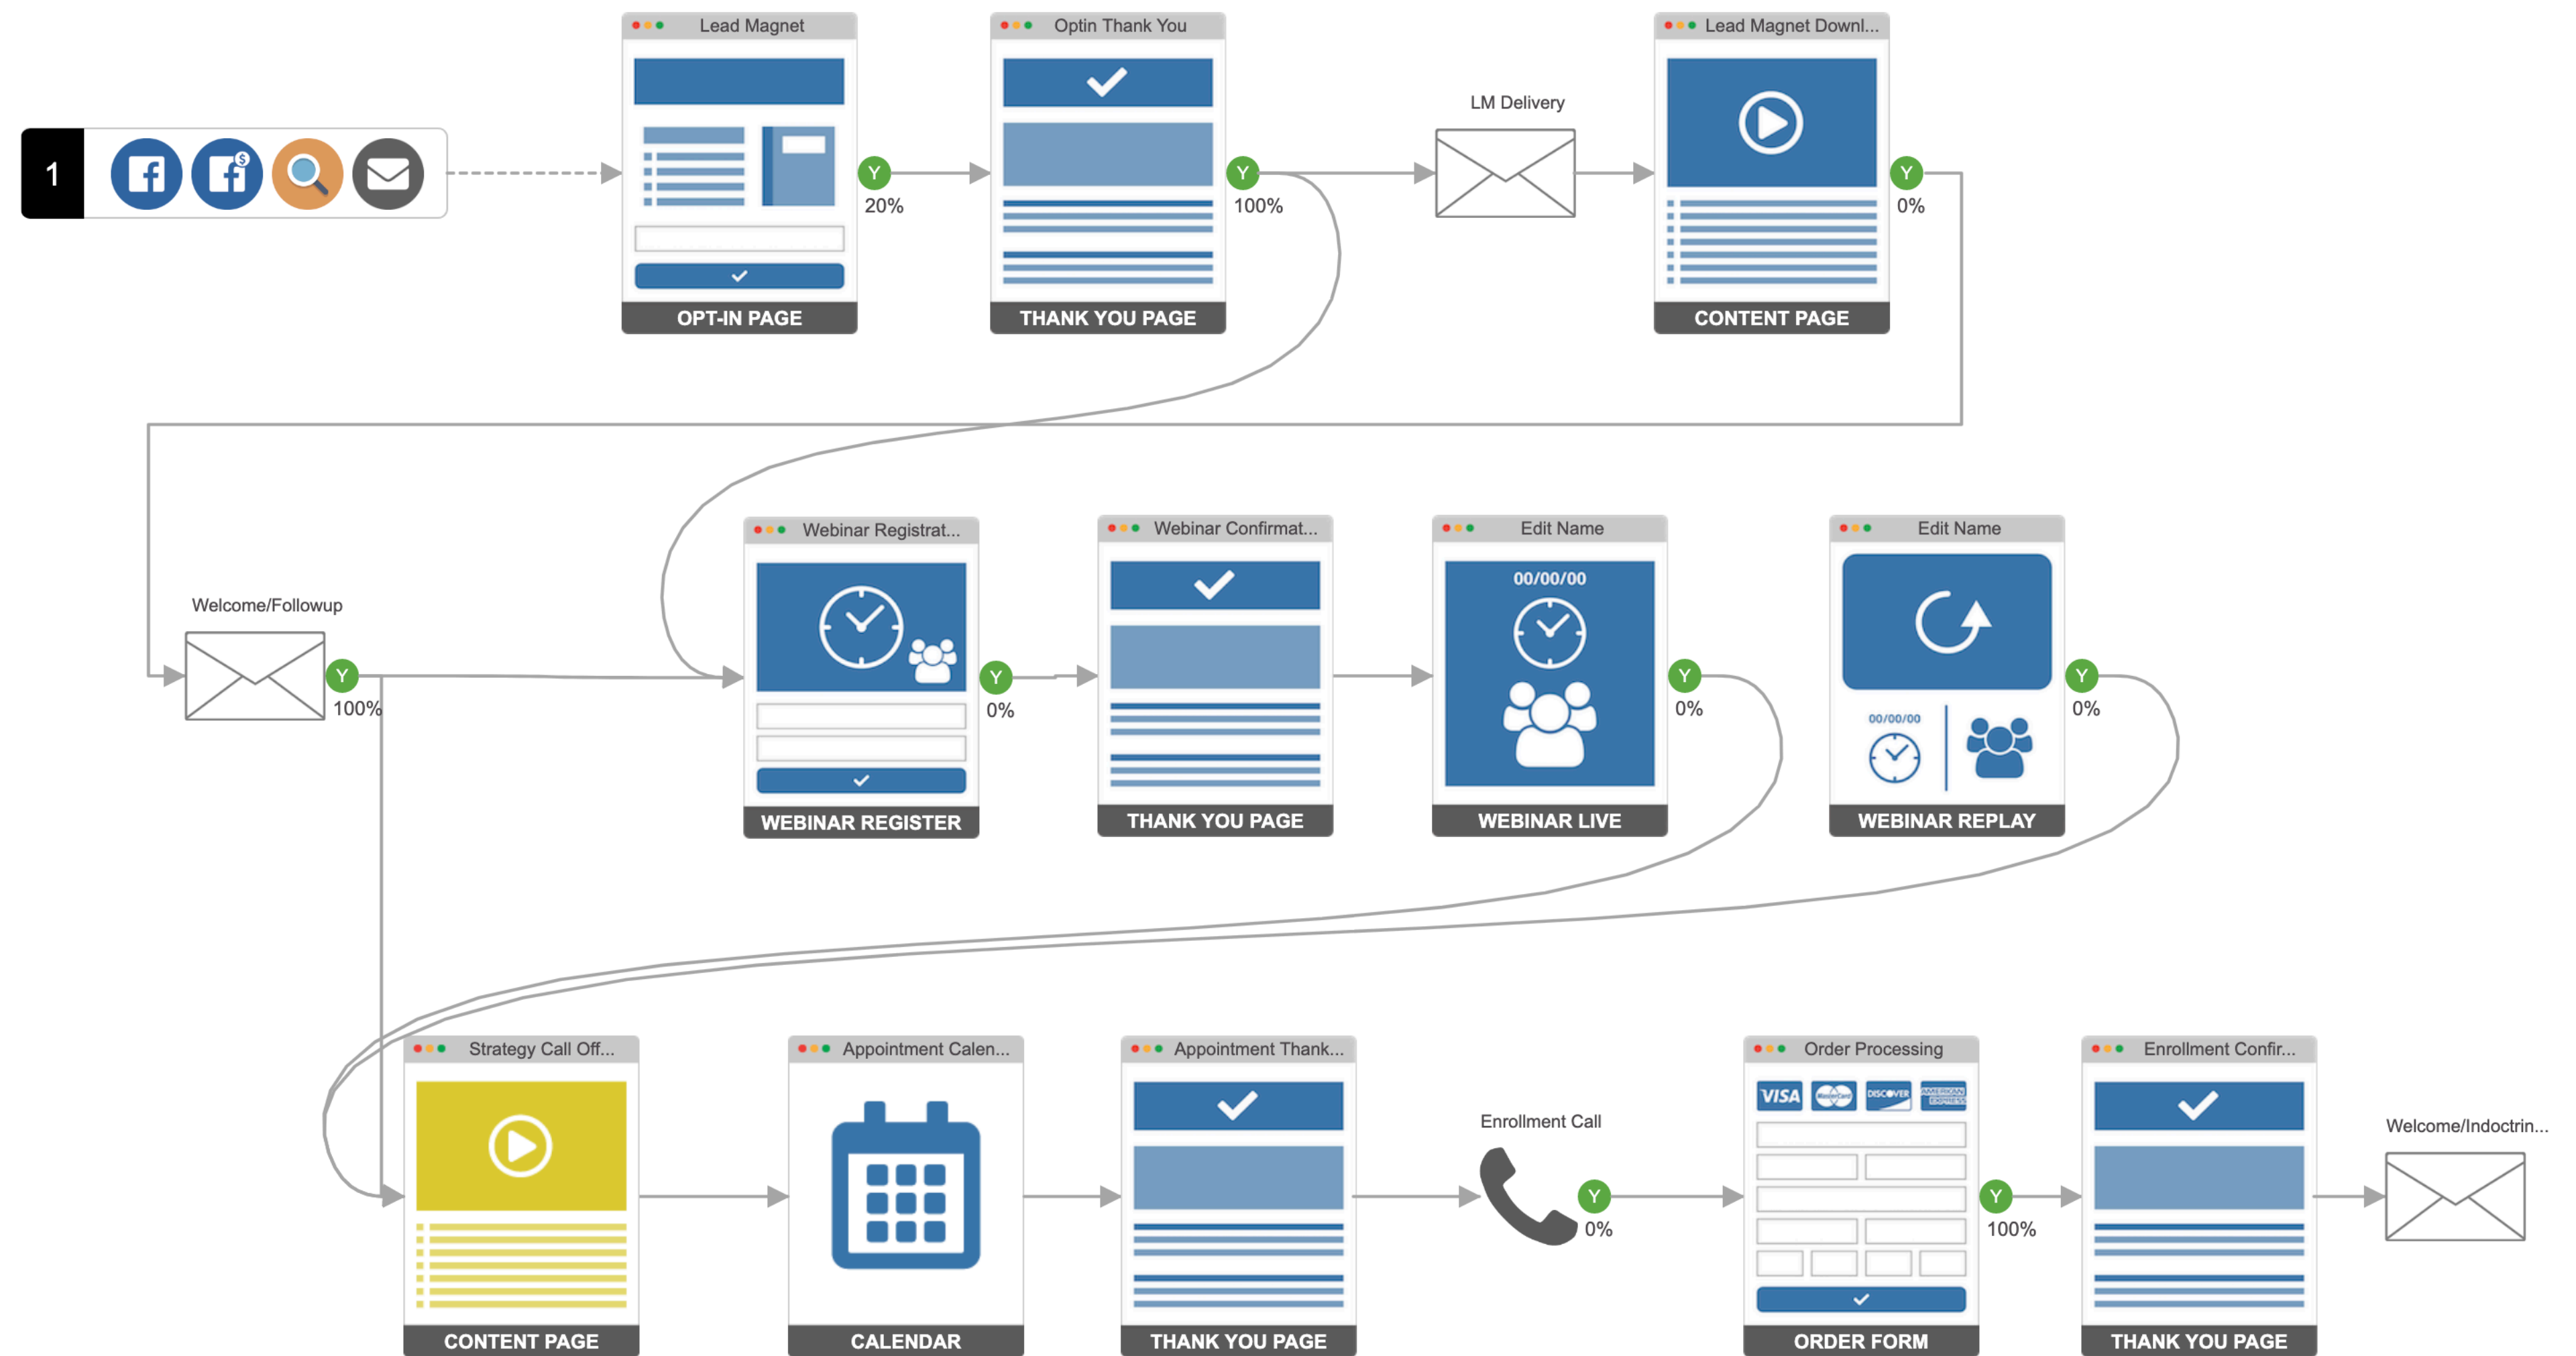 Lead Magnet
Optin Thank You
Lead Magnet Downl...
LM Delivery
1
$
Y
20%
Y
100%
Y
0%
OPT-IN PAGE
THANK YOU PAGE
CONTENT PAGE
Webinar Registrat...
Webinar Confirmat...
Edit Name
Edit Name
00/00/00
Welcome/Followup
Y
100%
Y
0%
Y
0%
Y
0%
00/00/00
WEBINAR REGISTER
THANK YOU PAGE
WEBINAR LIVE
WEBINAR REPLAY
Strategy Call Off...
Appointment Calen...
Appointment Thank...
Order Processing
Enrollment Confir...
VISA
MasterCard
DISCOVER
AMERICAN
EXPRESS
Enrollment Call
Welcome/Indoctrin...
Y
0%
Y
100%
CONTENT PAGE
CALENDAR
THANK YOU PAGE
ORDER FORM
THANK YOU PAGE